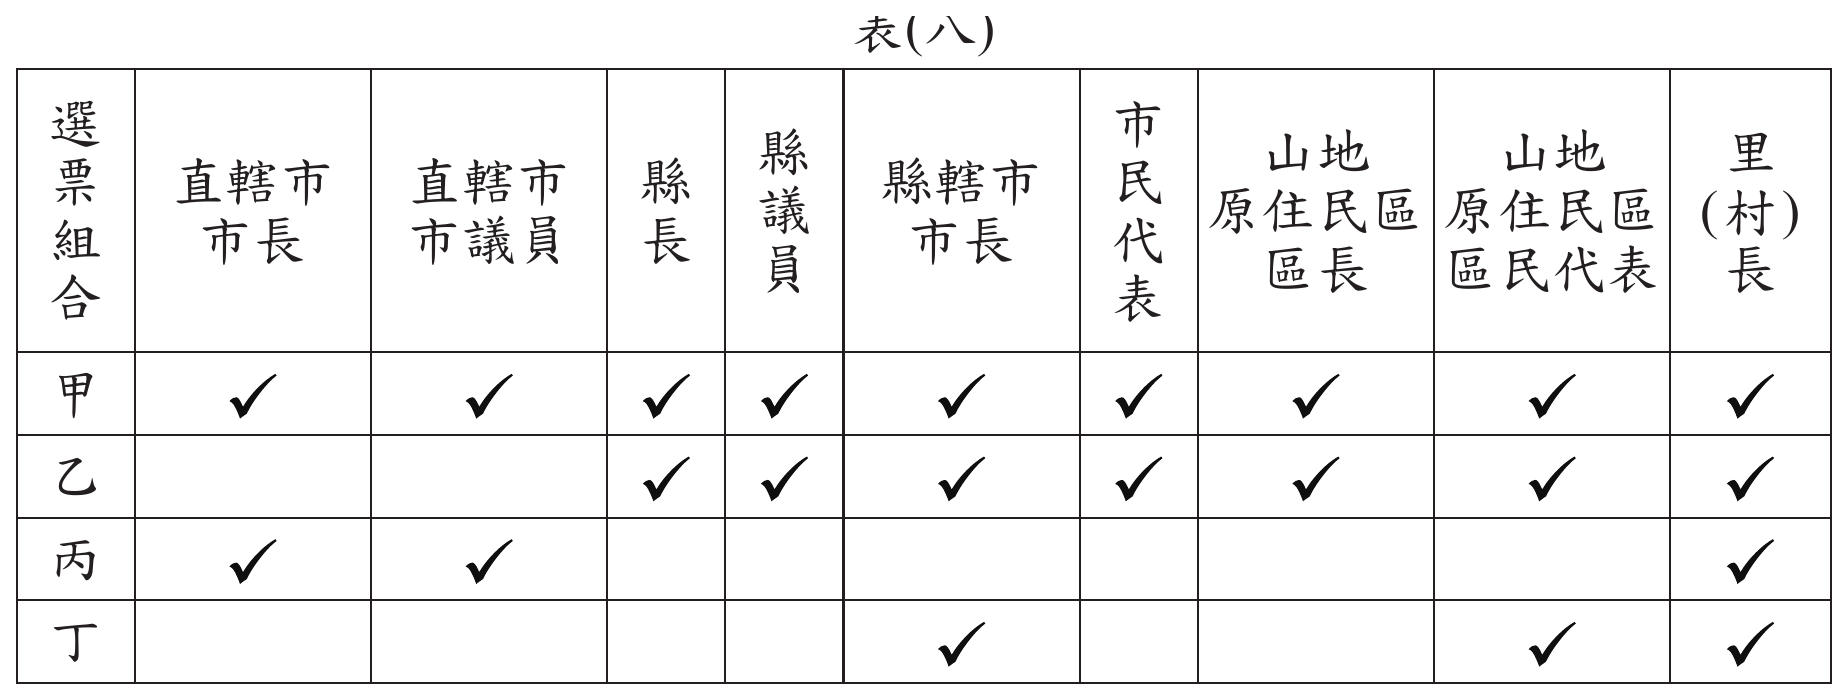 表(八)
選票組合 直轄市市長 直轄市市議員 縣長 縣議員 縣轄市市長 市民代表 山地原住民區區長 山地原住民區區民代表 里(村)長
甲 ✓ ✓ ✓ ✓ ✓ ✓ ✓ ✓ ✓
乙 ✓ ✓ ✓ ✓ ✓ ✓ ✓
丙 ✓ ✓ ✓
丁 ✓ ✓ ✓